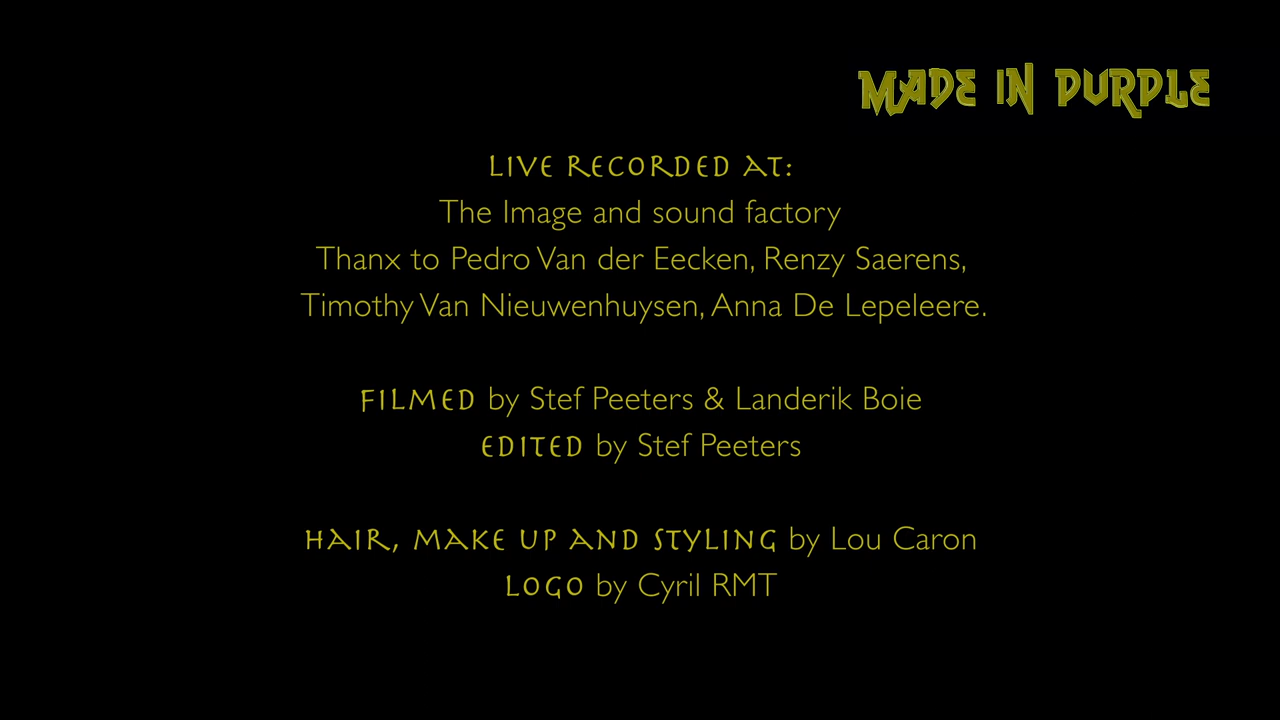 MADE IN PURPLE
LIVE RECORDED AT:
The Image and sound factory
Thanx to Pedro Van der Eecken, Renzy Saerens,
Timothy Van Nieuwenhuysen, Anna De Lepeleere.
FILMED by Stef Peeters & Landerik Boie
EDITED by Stef Peeters
HAIR, MAKE UP AND STYLING by Lou Caron
LOGO by Cyril RMT